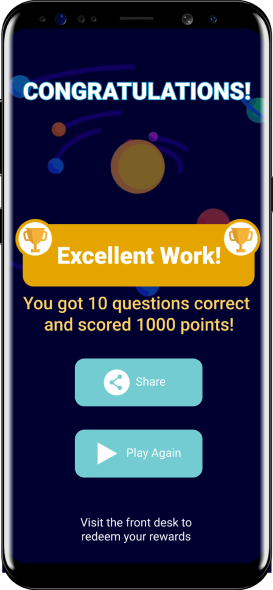 CONGRATULATIONS!
Excellent Work!
You got 10 questions correct
and scored 1000 points!
Share
Play Again
Visit the front desk to
redeem your rewards